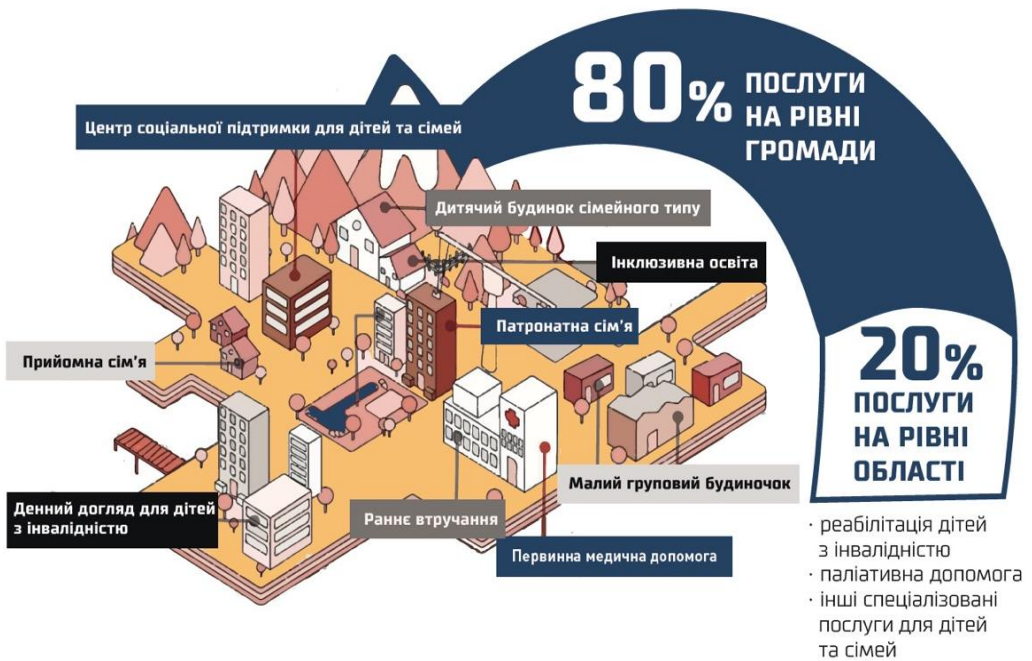 80% ПОСЛУГИ
НА РІВНІ
ГРОМАДИ
Центр соціальної підтримки для дітей та сімей
Дитячий будинок сімейного типу
Інклюзивна освіта
Патронатна сім'я
Прийомна сім'я
20%
ПОСЛУГИ
НА РІВНІ
ОБЛАСТІ
Малий груповий будиночок
Денний догляд для дітей
з інвалідністю
Раннє втручання
Первинна медична допомога
· реабілітація дітей
з інвалідністю
· паліативна допомога
· інші спеціалізовані
послуги для дітей
та сімей